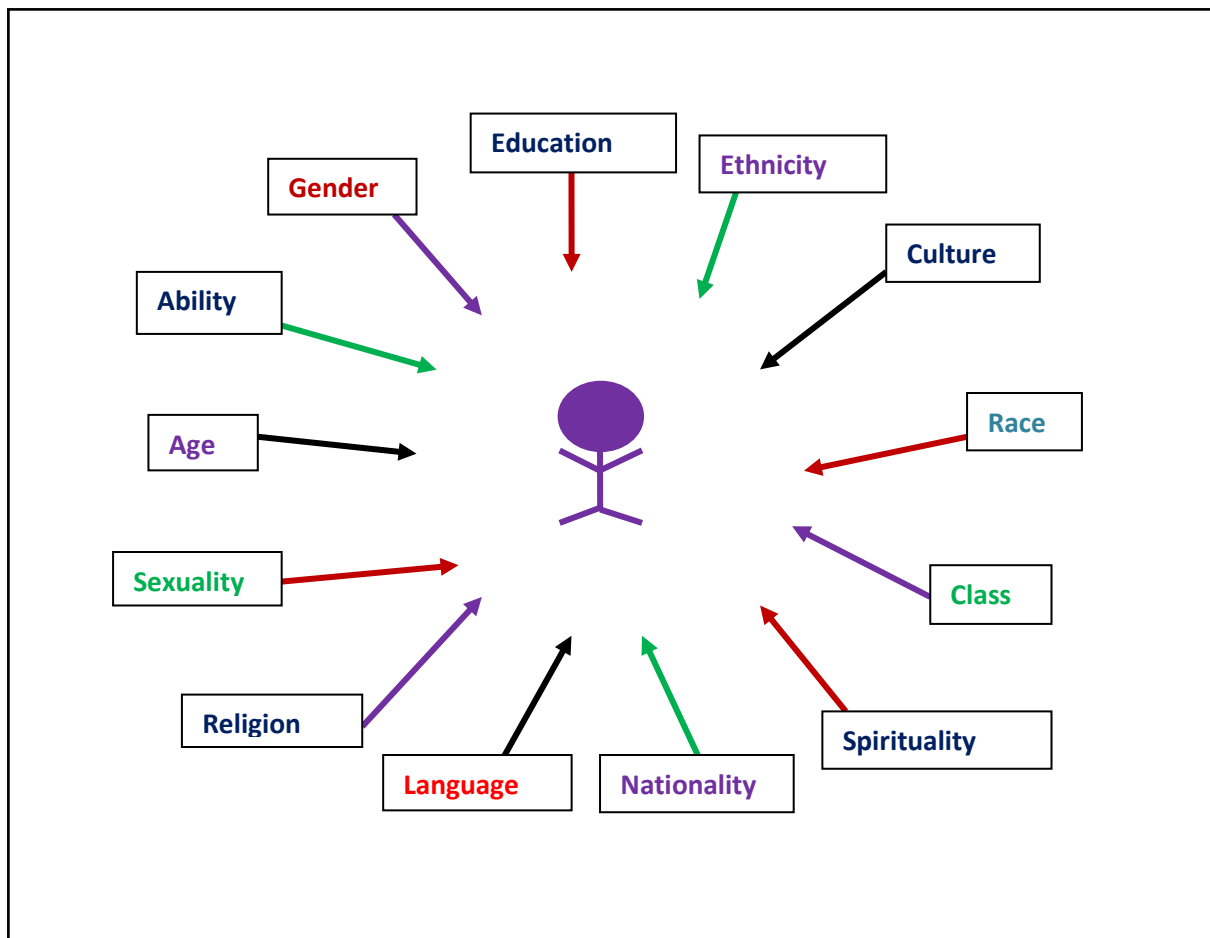 Education
Ethnicity
Gender
Culture
Ability
Race
Age
Sexuality
Class
Religion
Spirituality
Language
Nationality